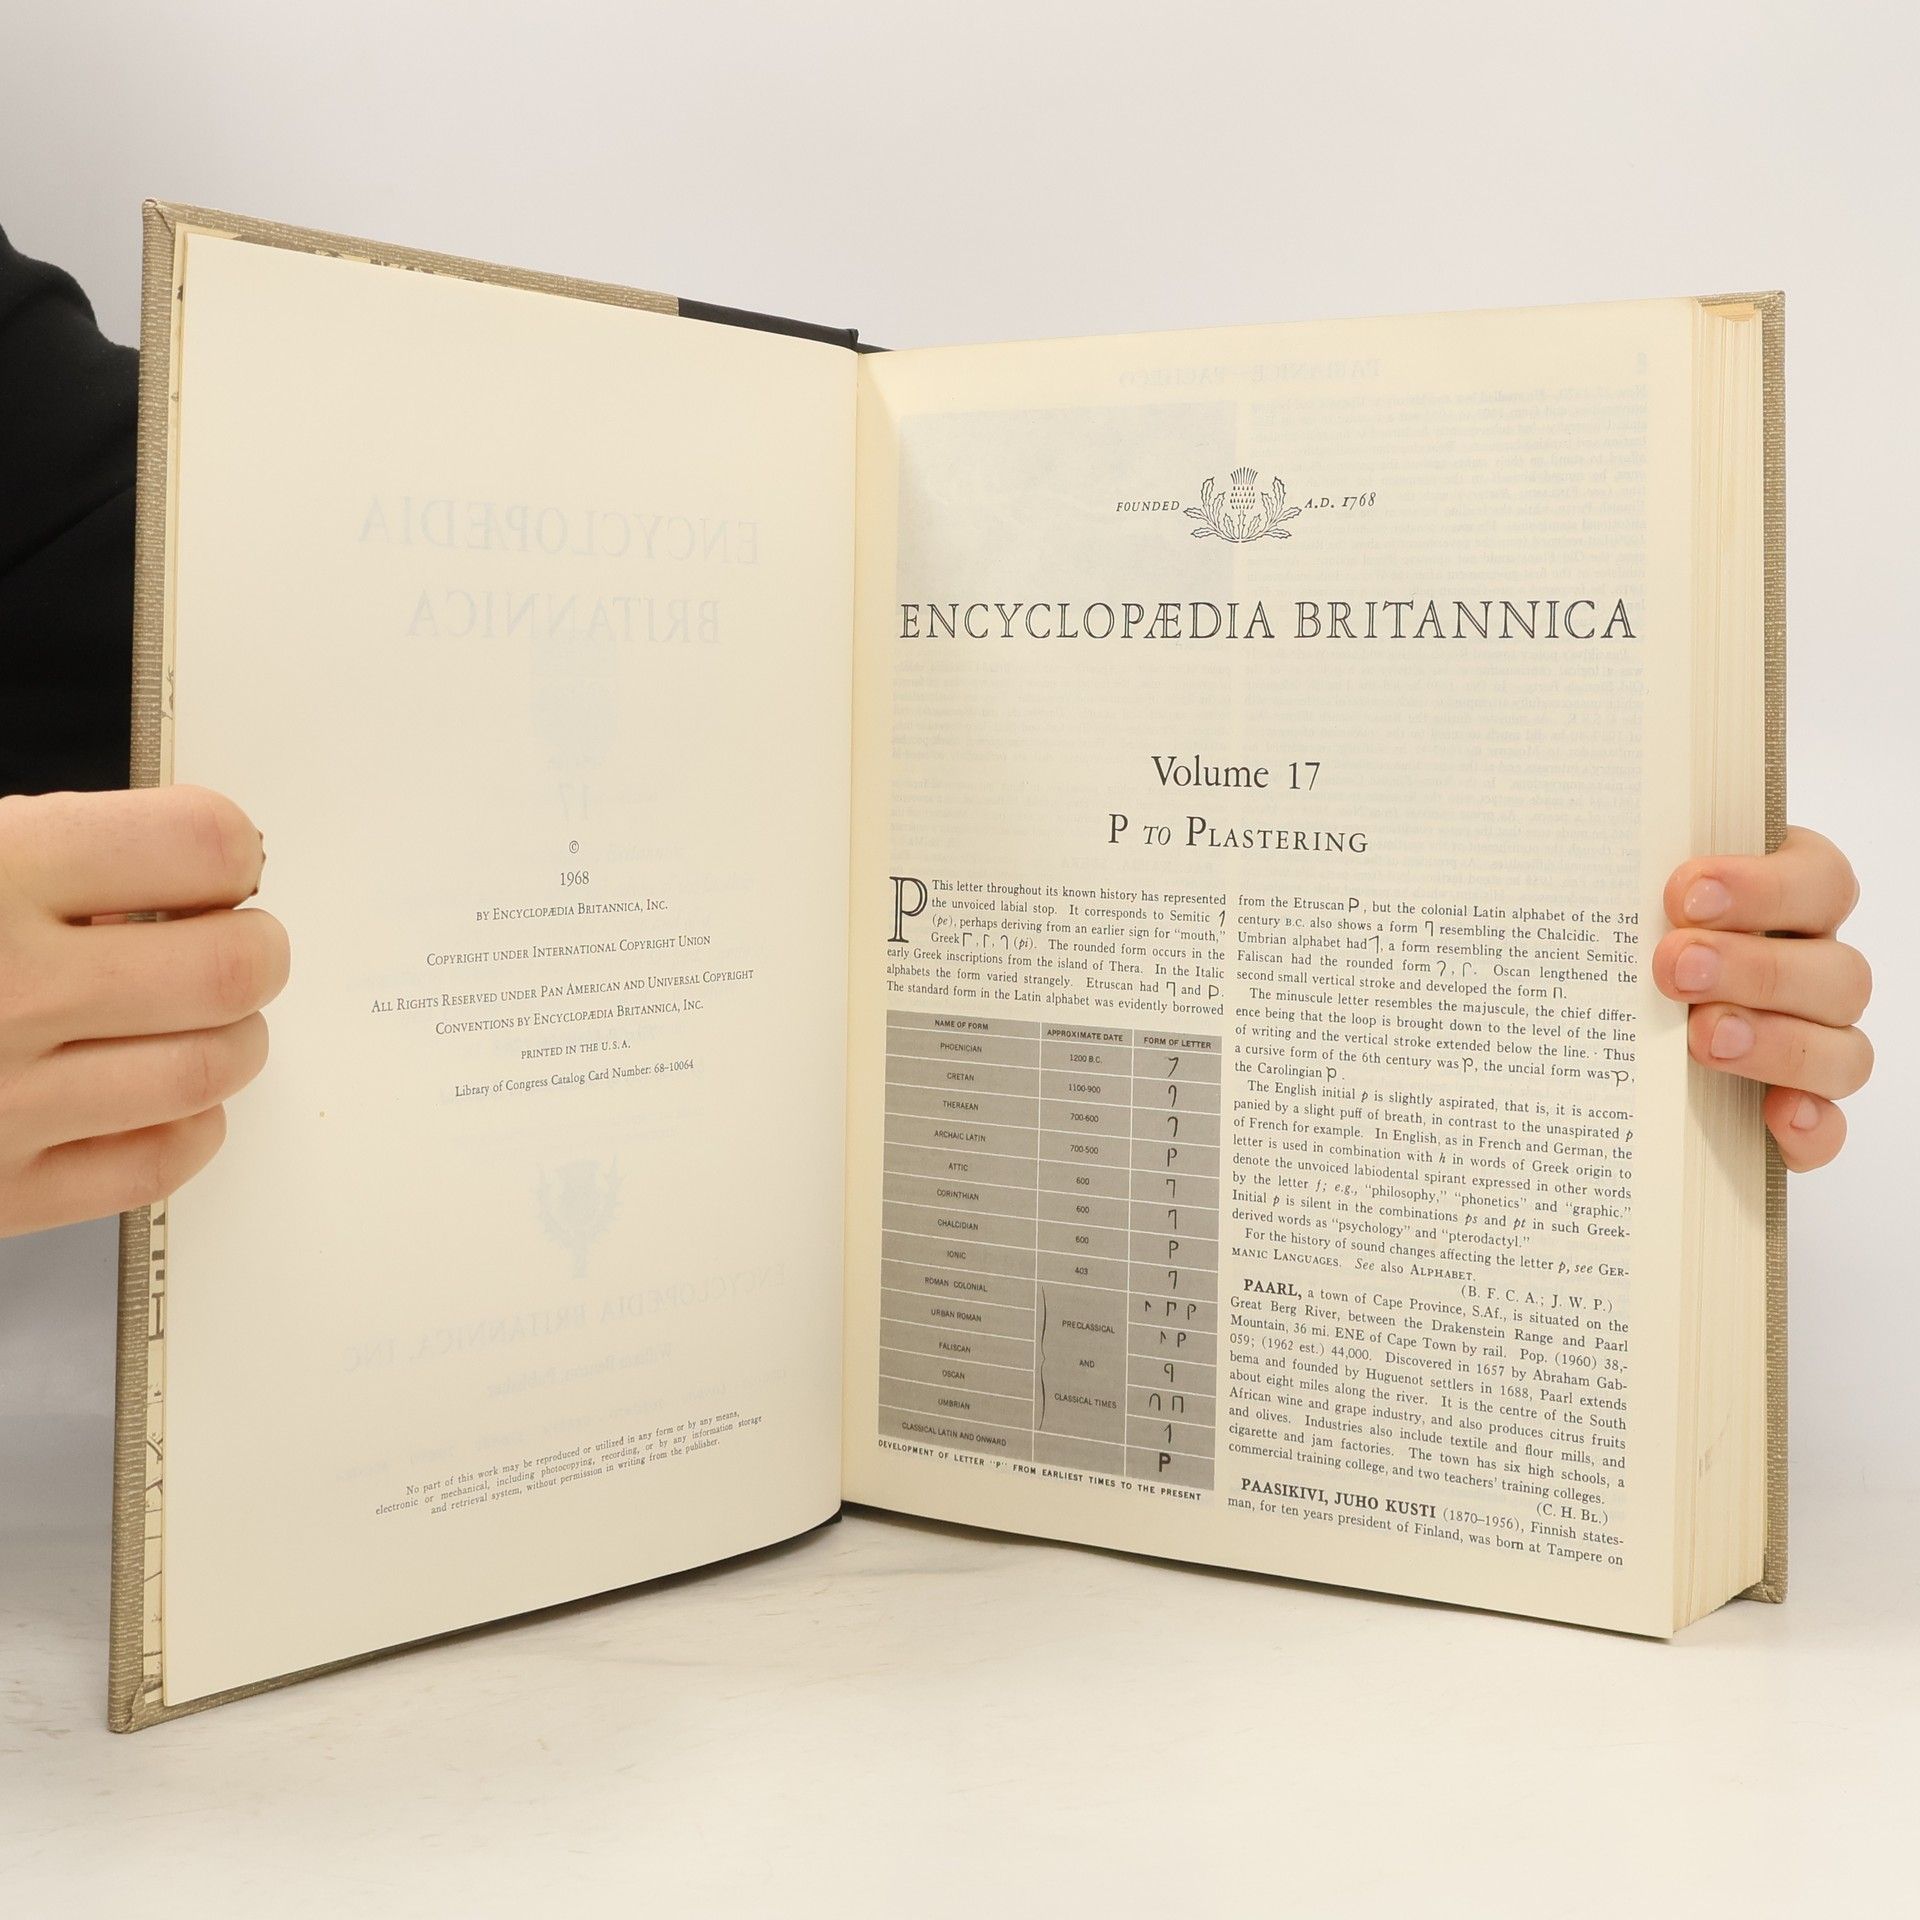 ©
1968
BY ENCYCLOPÆDIA BRITANNICA, INC.
COPYRIGHT UNDER INTERNATIONAL COPYRIGHT UNION
ALL RIGHTS RESERVED UNDER PAN AMERICAN AND UNIVERSAL COPYRIGHT
CONVENTIONS BY ENCYCLOPÆDIA BRITANNICA, INC.
PRINTED IN THE U.S.A.
Library of Congress Catalog Card Number: 68-10064
No part of this work may be reproduced or utilized in any form or by any means,
electronic or mechanical, including photocopying, recording, or by any information storage
and retrieval system, without permission in writing from the publisher.
FOUNDED A.D. 1768
ENCYCLOPÆDIA BRITANNICA
Volume 17
P TO PLASTERING
P This letter throughout its known history has represented
the unvoiced labial stop. It corresponds to Semitic
(pe), perhaps deriving from an earlier sign for "mouth,"
Greek Γ, Γ, (pi). The rounded form occurs in the
early Greek inscriptions from the island of Thera. In the Italic
alphabets the form varied strangely. Etruscan had and P.
The standard form in the Latin alphabet was evidently borrowed
NAME OF FORM APPROXIMATE DATE FORM OF LETTER
PHOENICIAN 1200 B.C.
CRETAN 1100-900
THERAEAN 700-600
ARCHAIC LATIN 700-500 P
ATTIC 600
CORINTHIAN 600
CHALCIDIAN 600 P
IONIC 403
ROMAN COLONIAL
URBAN ROMAN PRECLASSICAL
FALISCAN AND
OSCAN
UMBRIAN CLASSICAL TIMES
CLASSICAL LATIN AND ONWARD P
DEVELOPMENT OF LETTER "P" FROM EARLIEST TIMES TO THE PRESENT
from the Etruscan P, but the colonial Latin alphabet of the 3rd
century B.C. also shows a form resembling the Chalcidic. The
Umbrian alphabet had, a form resembling the ancient Semitic.
Faliscan had the rounded form , . Oscan lengthened the
second small vertical stroke and developed the form Π.
The minuscule letter resembles the majuscule, the chief differ-
ence being that the loop is brought down to the level of the line
of writing and the vertical stroke extended below the line. Thus
a cursive form of the 6th century was p, the uncial form was p,
the Carolingian p.
The English initial p is slightly aspirated, that is, it is accom-
panied by a slight puff of breath, in contrast to the unaspirated p
of French for example. In English, as in French and German, the
letter is used in combination with h in words of Greek origin to
denote the unvoiced labiodental spirant expressed in other words
by the letter f; e.g., "philosophy," "phonetics" and "graphic."
Initial p is silent in the combinations ps and pt in such Greek-
derived words as "psychology" and "pterodactyl."
For the history of sound changes affecting the letter p, see GER-
MANIC LANGUAGES. See also ALPHABET.
(B. F. C. A.; J. W. P.)
PAARL, a town of Cape Province, S.Af., is situated on the
Great Berg River, between the Drakenstein Range and Paarl
Mountain, 36 mi. ENE of Cape Town by rail. Pop. (1960) 38,-
059; (1962 est.) 44,000. Discovered in 1657 by Abraham Gab-
bema and founded by Huguenot settlers in 1688, Paarl extends
about eight miles along the river. It is the centre of the South
African wine and grape industry, and also produces citrus fruits
and olives. Industries also include textile and flour mills, and
cigarette and jam factories. The town has six high schools, a
commercial training college, and two teachers' training colleges.
(C. H. BL.)
PAASIKIVI, JUHO KUSTI (1870–1956), Finnish states-
man, for ten years president of Finland, was born at Tampere on